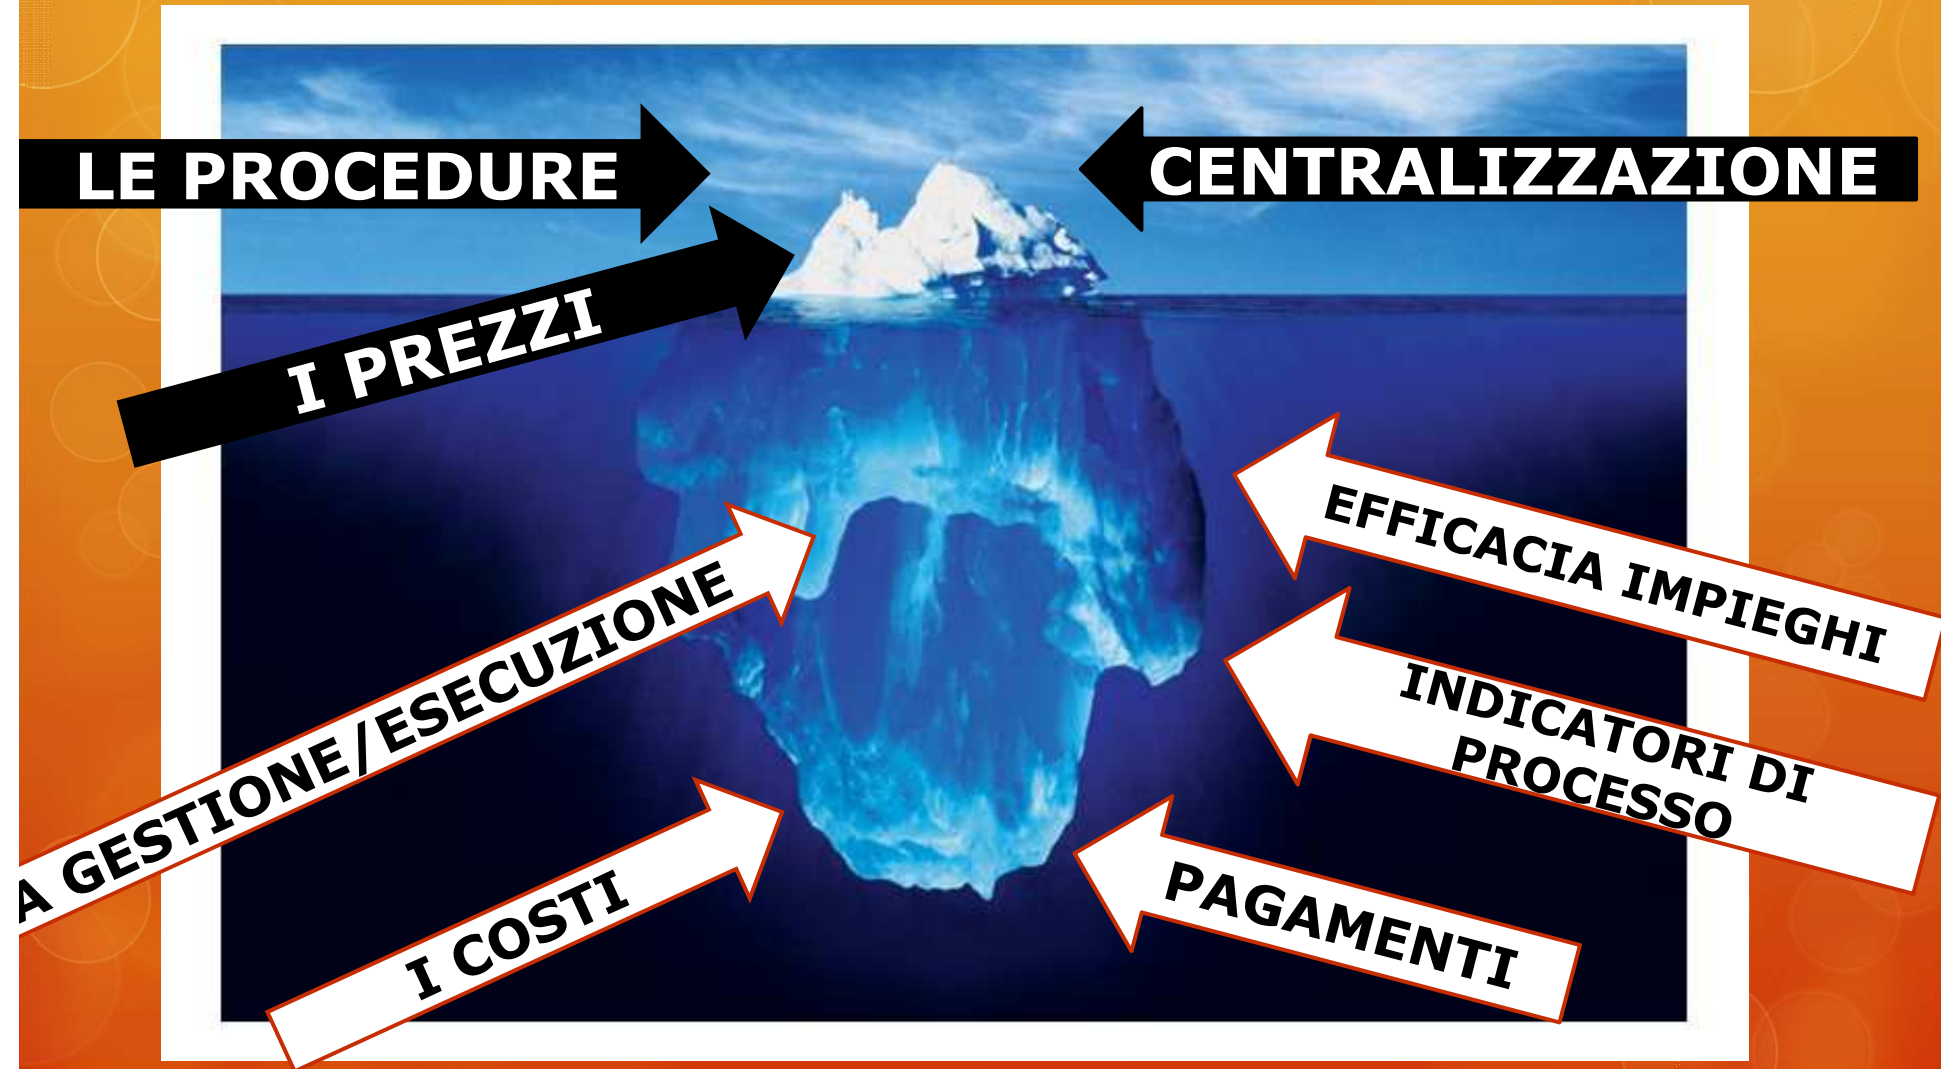 LE PROCEDURE
CENTRALIZZAZIONE
I PREZZI
EFFICACIA IMPIEGHI
A GESTIONE/ESECUZIONE
INDICATORI DI
PROCESSO
I COSTI
PAGAMENTI